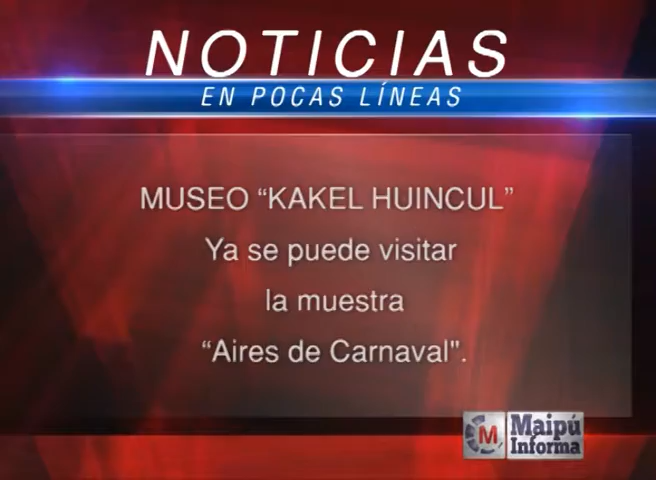 NOTICIAS
EN POCAS LÍNEAS
MUSEO “KAKEL HUINCUL”
Ya se puede visitar
la muestra
“Aires de Carnaval".
M
Maipú
Informa